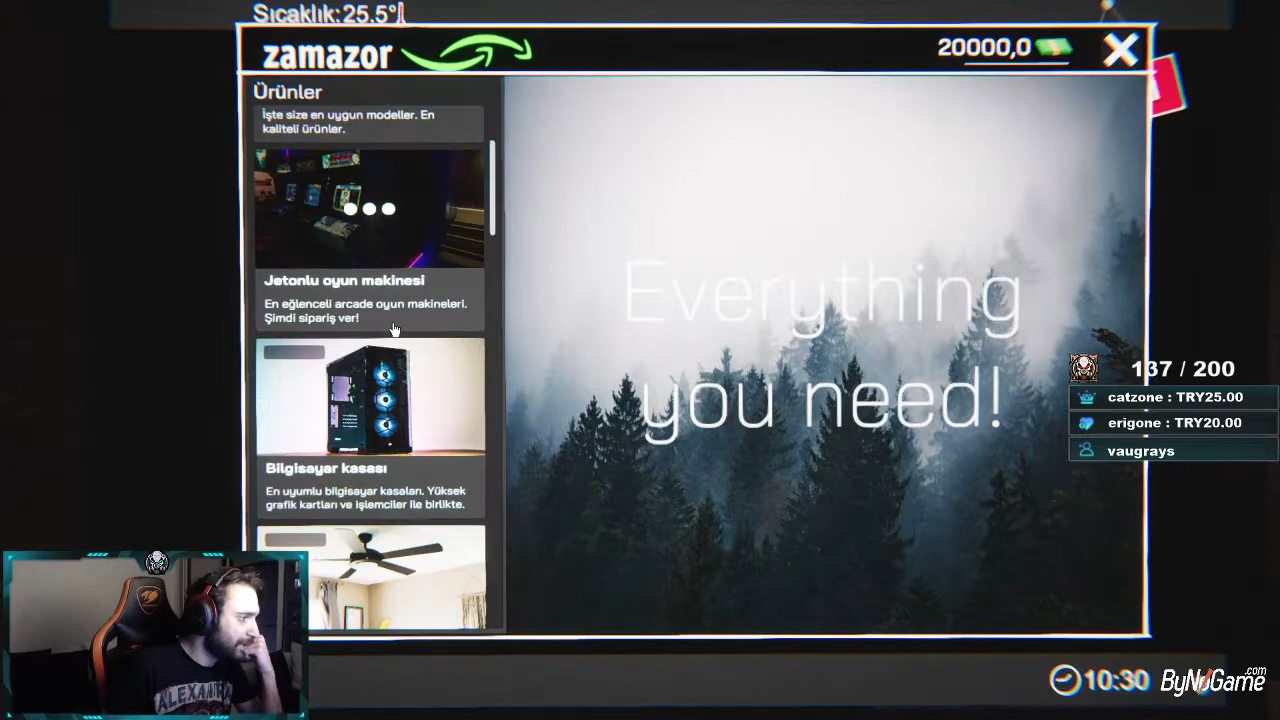 Sıcaklık:25.5°
zamazor
20000,0
Ürünler
İşte size en uygun modeller. En
kaliteli ürünler.
Jetonlu oyun makinesi
En eğlenceli arcade oyun makineleri.
Şimdi sipariş ver!
Bilgisayar kasası
En uyumlu bilgisayar kasaları. Yüksek
grafik kartları ve işlemciler ile birlikte.
Everything
you need!
137 / 200
catzone : TRY25.00
erigone : TRY20.00
vaugrays
10:30
ByNoGame.com